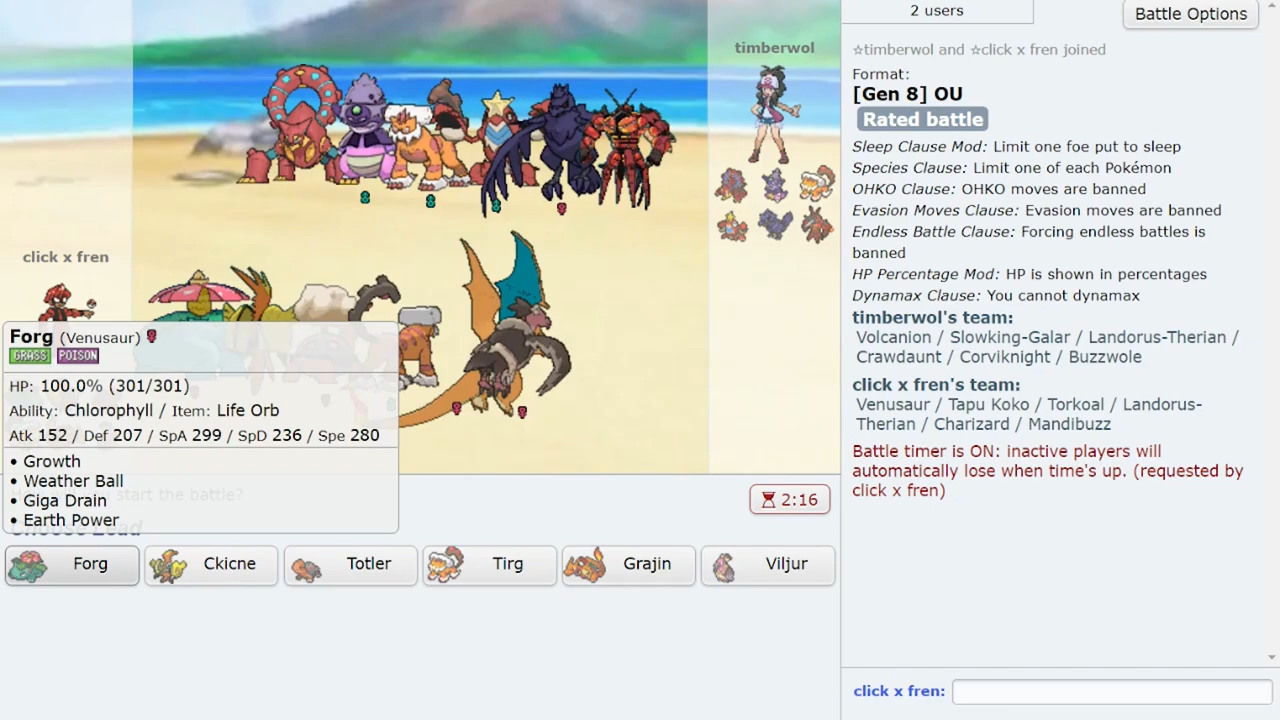 timberwol
click x fren
Forg (Venusaur)
GRASS POISON
HP: 100.0% (301/301)
Ability: Chlorophyll / Item: Life Orb
Atk 152 / Def 207 / SpA 299 / SpD 236 / Spe 280
• Growth
• Weather Ball
• Giga Drain
• Earth Power
start the battle?
Choose Lead
2:16
Forg
Ckicne
Totler
Tirg
Grajin
Viljur
2 users
Battle Options
☆timberwol and ☆click x fren joined
Format:
[Gen 8] OU
Rated battle
Sleep Clause Mod: Limit one foe put to sleep
Species Clause: Limit one of each Pokémon
OHKO Clause: OHKO moves are banned
Evasion Moves Clause: Evasion moves are banned
Endless Battle Clause: Forcing endless battles is
banned
HP Percentage Mod: HP is shown in percentages
Dynamax Clause: You cannot dynamax
timberwol's team:
Volcanion / Slowking-Galar / Landorus-Therian /
Crawdaunt / Corviknight / Buzzwole
click x fren's team:
Venusaur / Tapu Koko / Torkoal / Landorus-
Therian / Charizard / Mandibuzz
Battle timer is ON: inactive players will
automatically lose when time's up. (requested by
click x fren)
click x fren: